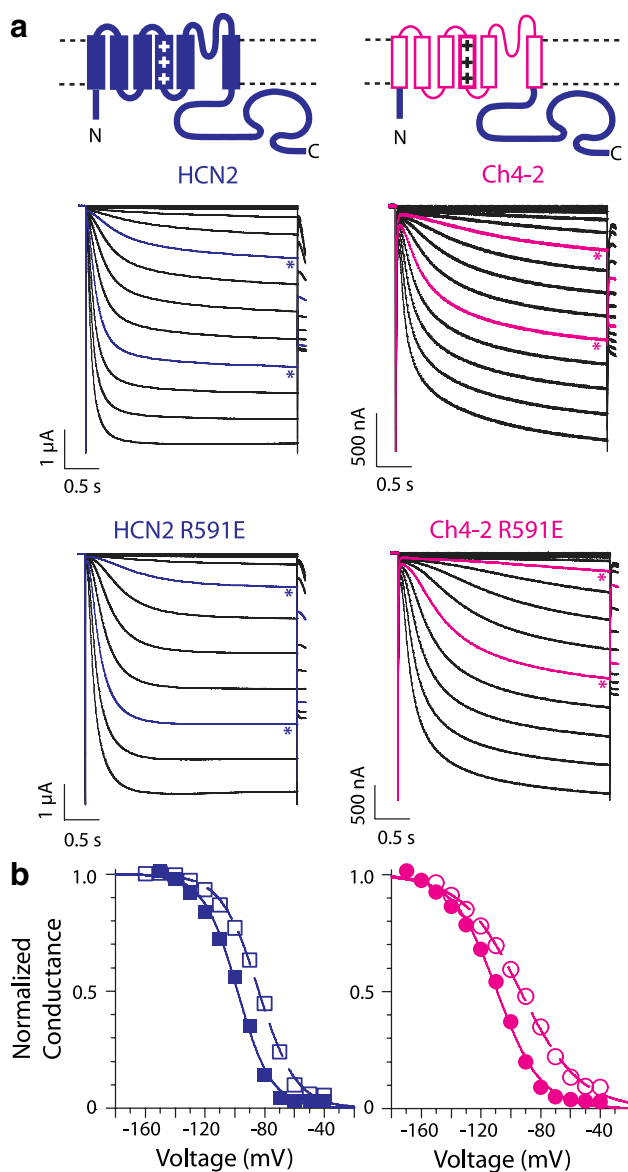 a
+ + +
+ + +
N
C
N
C
HCN2
Ch4-2
*
*
*
*
1 µA
0.5 s
500 nA
0.5 s
HCN2 R591E
Ch4-2 R591E
*
*
*
*
1 µA
0.5 s
500 nA
0.5 s
b
Normalized
Conductance
1.0
0.5
0
-160
-120
-80
-40
Voltage (mV)
1.0
0.5
0
-160
-120
-80
-40
Voltage (mV)